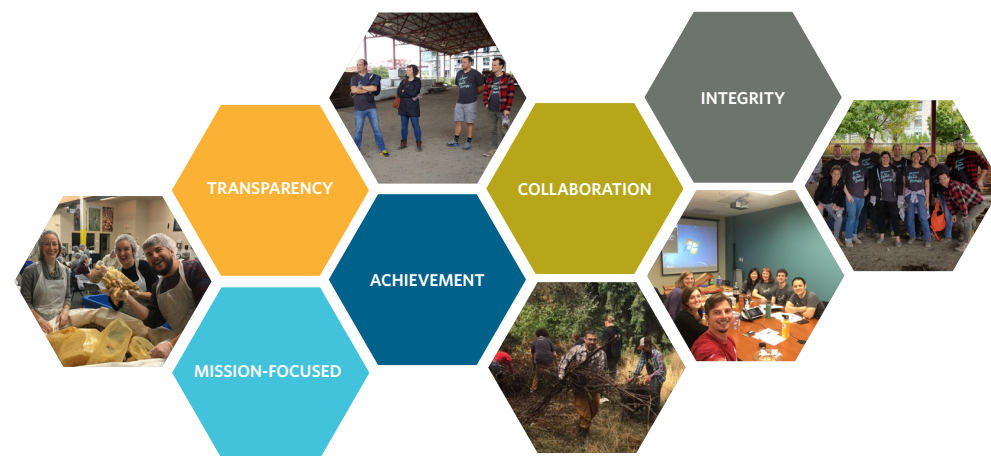 INTEGRITY
TRANSPARENCY
COLLABORATION
ACHIEVEMENT
MISSION-FOCUSED